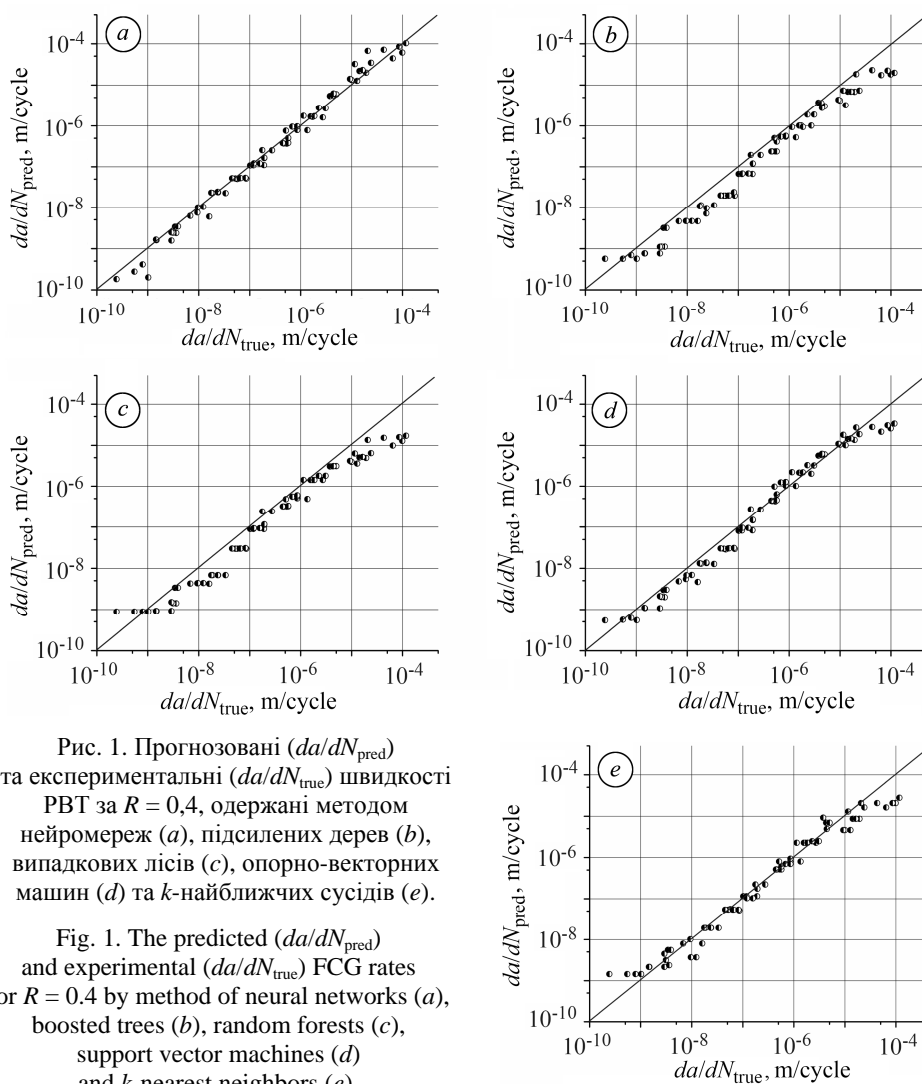 a
10^-4
10^-6
10^-8
10^-10
da/dN_pred, m/cycle
10^-10 10^-8 10^-6 10^-4
da/dN_true, m/cycle
b
10^-4
10^-6
10^-8
10^-10
da/dN_pred, m/cycle
10^-10 10^-8 10^-6 10^-4
da/dN_true, m/cycle
c
10^-4
10^-6
10^-8
10^-10
da/dN_pred, m/cycle
10^-10 10^-8 10^-6 10^-4
da/dN_true, m/cycle
d
10^-4
10^-6
10^-8
10^-10
da/dN_pred, m/cycle
10^-10 10^-8 10^-6 10^-4
da/dN_true, m/cycle
Рис. 1. Прогнозовані (da/dN_pred)
та експериментальні (da/dN_true) швидкості
РВТ за R = 0,4, одержані методом
нейромереж (a), підсилених дерев (b),
випадкових лісів (c), опорно-векторних
машин (d) та k-найближчих сусідів (e).
Fig. 1. The predicted (da/dN_pred)
and experimental (da/dN_true) FCG rates
or R = 0.4 by method of neural networks (a),
boosted trees (b), random forests (c),
support vector machines (d)
and k-nearest neighbors (e)
e
10^-4
10^-6
10^-8
10^-10
da/dN_pred, m/cycle
10^-10 10^-8 10^-6 10^-4
da/dN_true, m/cycle